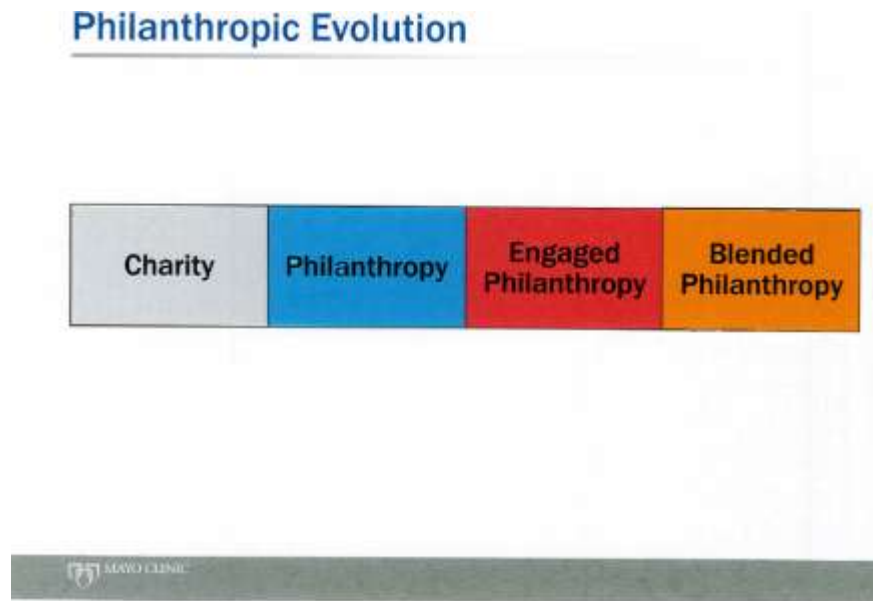 Philanthropic Evolution
Charity
Philanthropy
Engaged
Philanthropy
Blended
Philanthropy
MAYO CLINIC